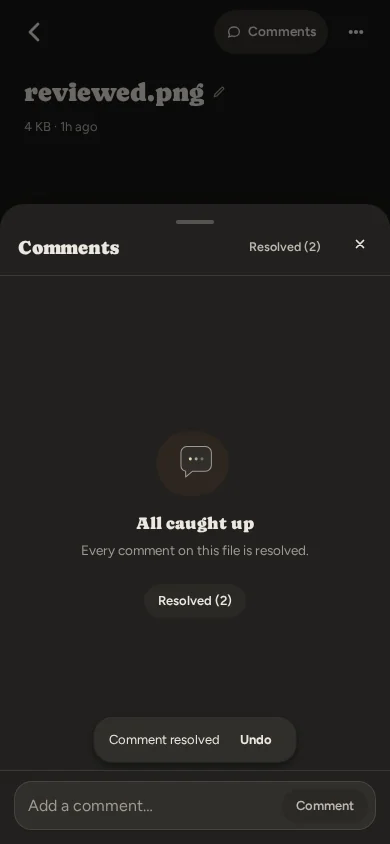 Comments
reviewed.png
4 KB · 1h ago
Comments
Resolved (2)
All caught up
Every comment on this file is resolved.
Resolved (2)
Comment resolved Undo
Add a comment... Comment